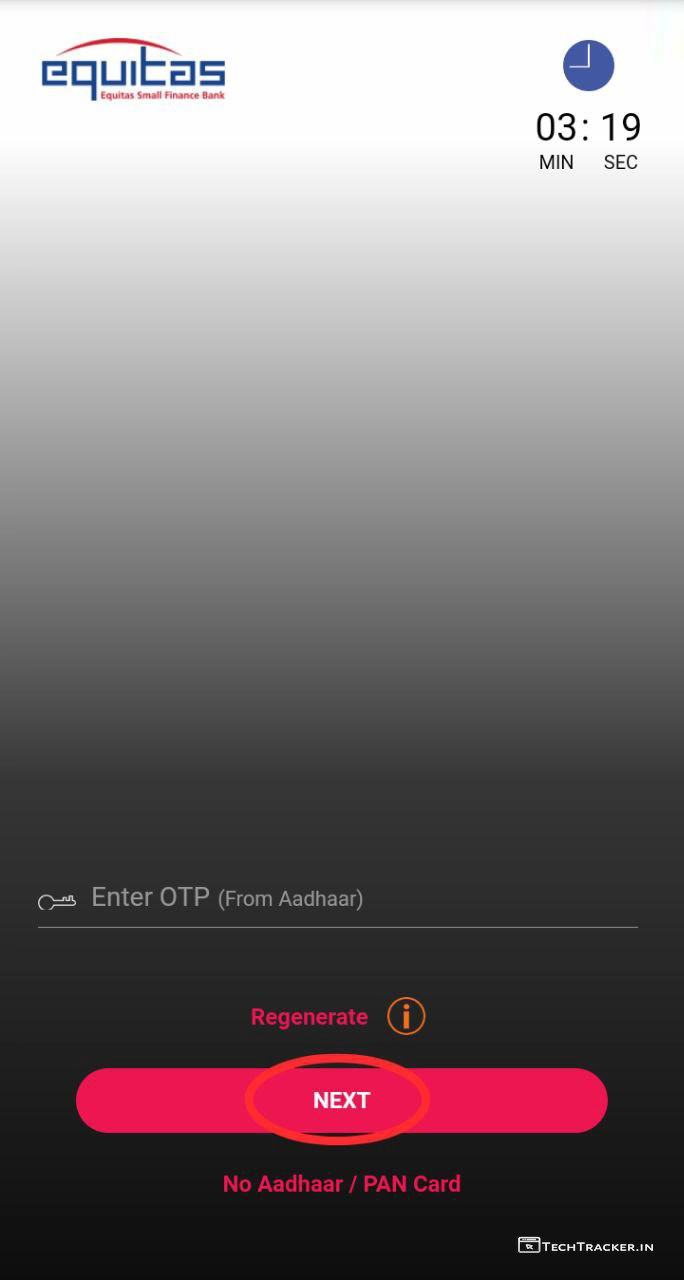 equitas
Equitas Small Finance Bank
03: 19
MIN SEC
Enter OTP (From Aadhaar)
Regenerate
NEXT
No Aadhaar / PAN Card
TECHTRACKER.IN